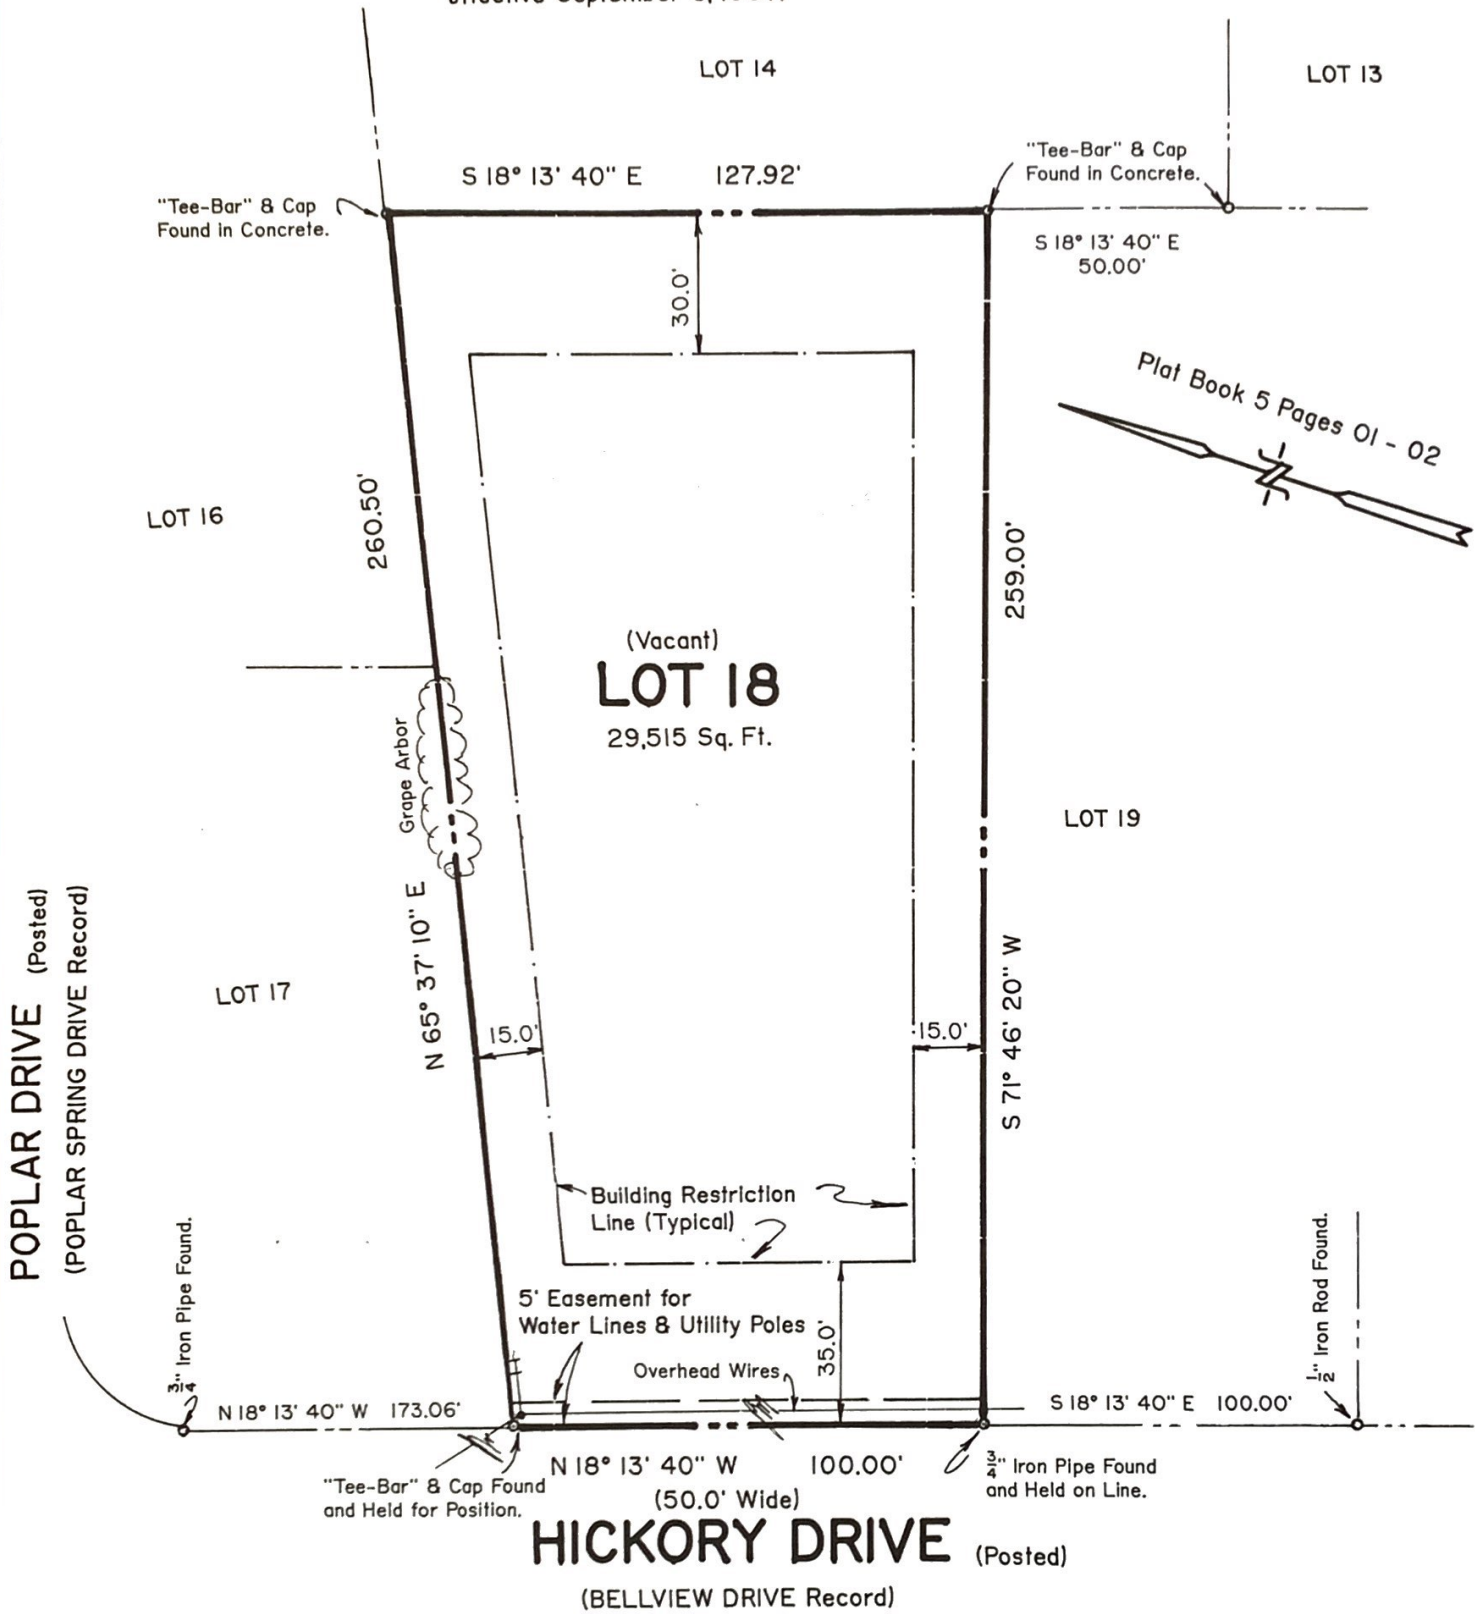 LOT 14
LOT 13
"Tee-Bar" & Cap
Found in Concrete.
S 18° 13' 40" E 127.92'
"Tee-Bar" & Cap
Found in Concrete.
S 18° 13' 40" E
50.00'
30.0'
Plat Book 5 Pages 01 - 02
LOT 16
260.50'
259.00'
(Vacant)
LOT 18
29,515 Sq. Ft.
Grape Arbor
LOT 19
N 65° 37' 10" E
S 71° 46' 20" W
LOT 17
15.0'
15.0'
POPLAR DRIVE (Posted)
(POPLAR SPRING DRIVE Record)
Building Restriction
Line (Typical)
3/4" Iron Pipe Found.
1/2" Iron Rod Found.
5' Easement for
Water Lines & Utility Poles
35.0'
Overhead Wires
N 18° 13' 40" W 173.06'
S 18° 13' 40" E 100.00'
N 18° 13' 40" W 100.00'
(50.0' Wide)
"Tee-Bar" & Cap Found
and Held for Position.
3/4" Iron Pipe Found
and Held on Line.
HICKORY DRIVE (Posted)
(BELLVIEW DRIVE Record)